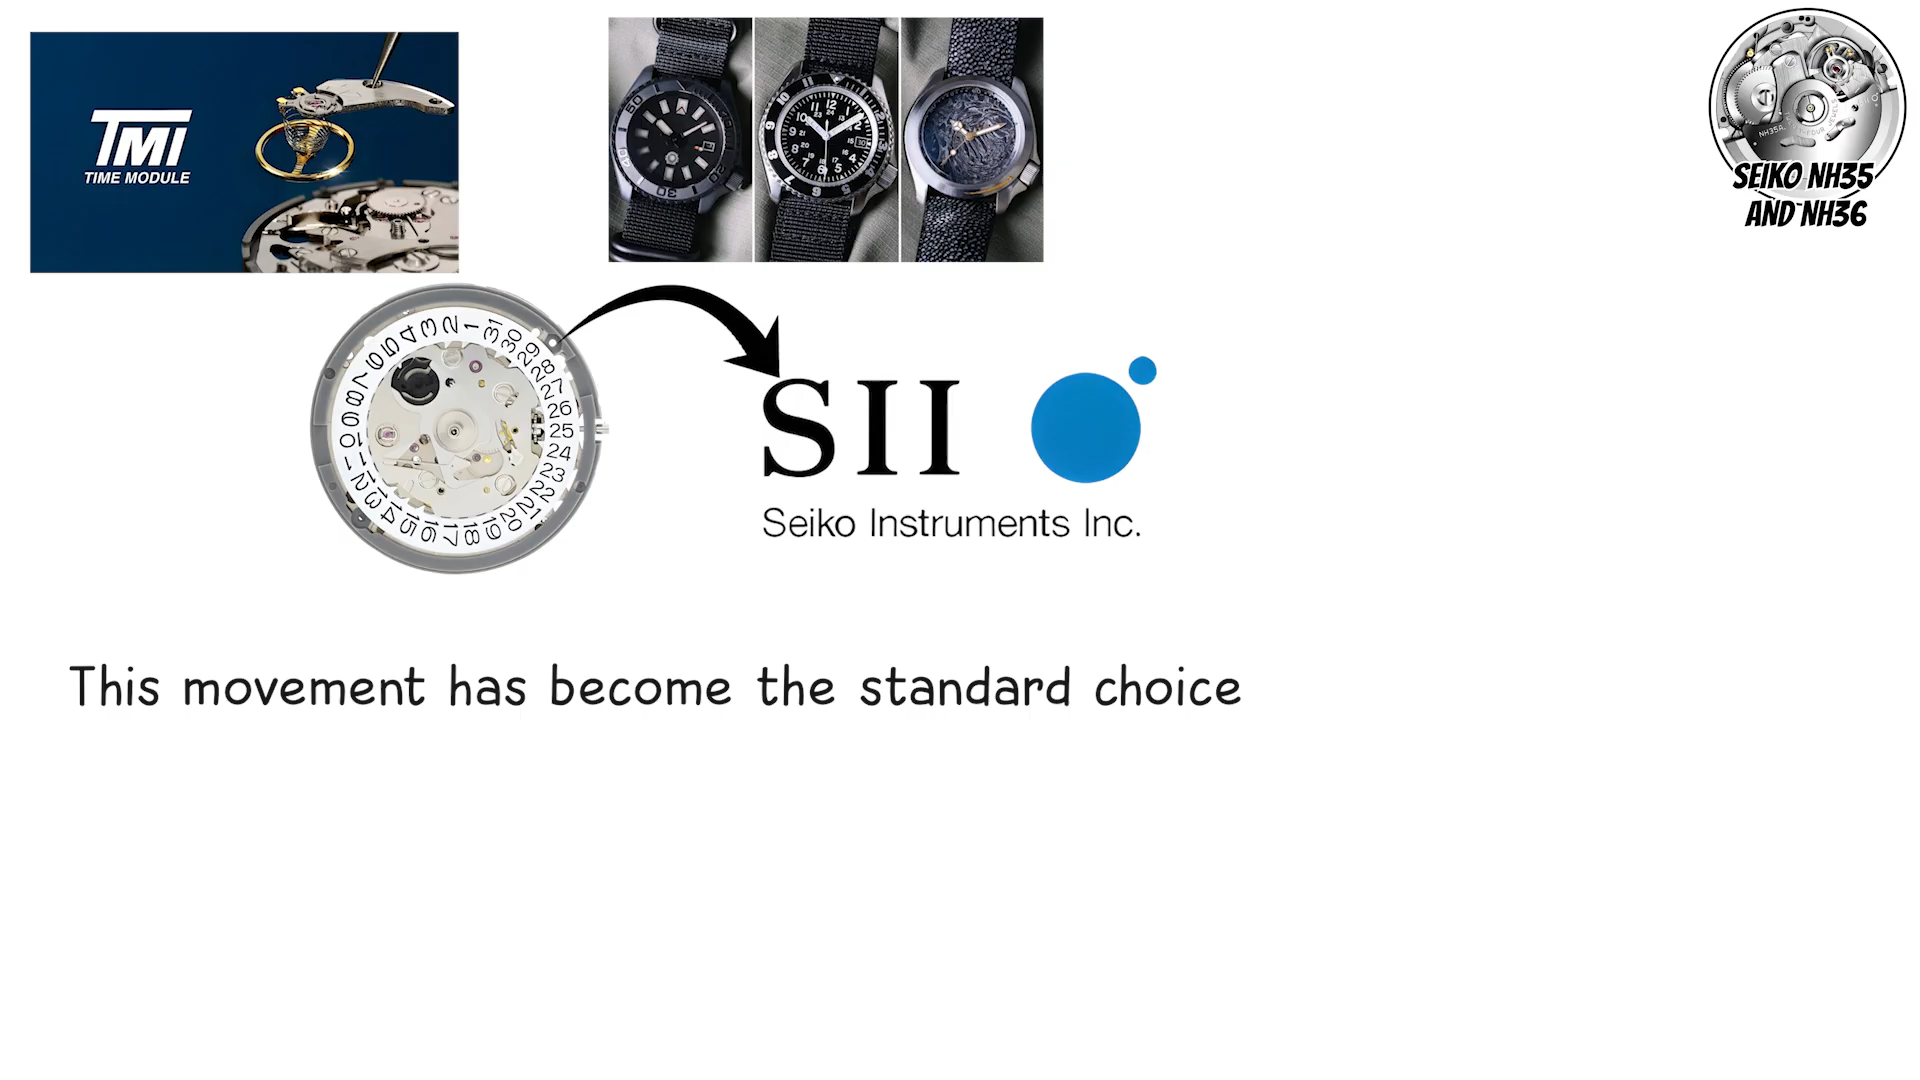 TMI
TIME MODULE
SII
Seiko Instruments Inc.
SEIKO NH35
AND NH36
This movement has become the standard choice